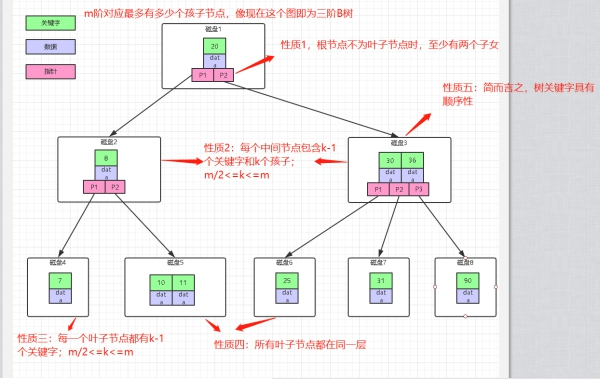 m阶对应最多有多少个孩子节点，像现在这个图即为三阶B树
关键字
数据
指针
磁盘1
20
dat
a
P1 P2
性质1，根节点不为叶子节点时，至少有两个子女
性质五：简而言之，树关键字具有
顺序性
磁盘2
8
dat
a
P1 P2
性质2：每个中间节点包含k-1
个关键字和k个孩子；
m/2<=k<=m
磁盘3
30 36
dat dat
a a
P1 P2 P3
磁盘4
7
dat
a
磁盘5
10 11
dat dat
a a
磁盘6
25
dat
a
磁盘7
31
dat
a
磁盘8
90
dat
a
性质三：每一个叶子节点都有k-1
个关键字；m/2<=k<=m
性质四：所有叶子节点都在同一层